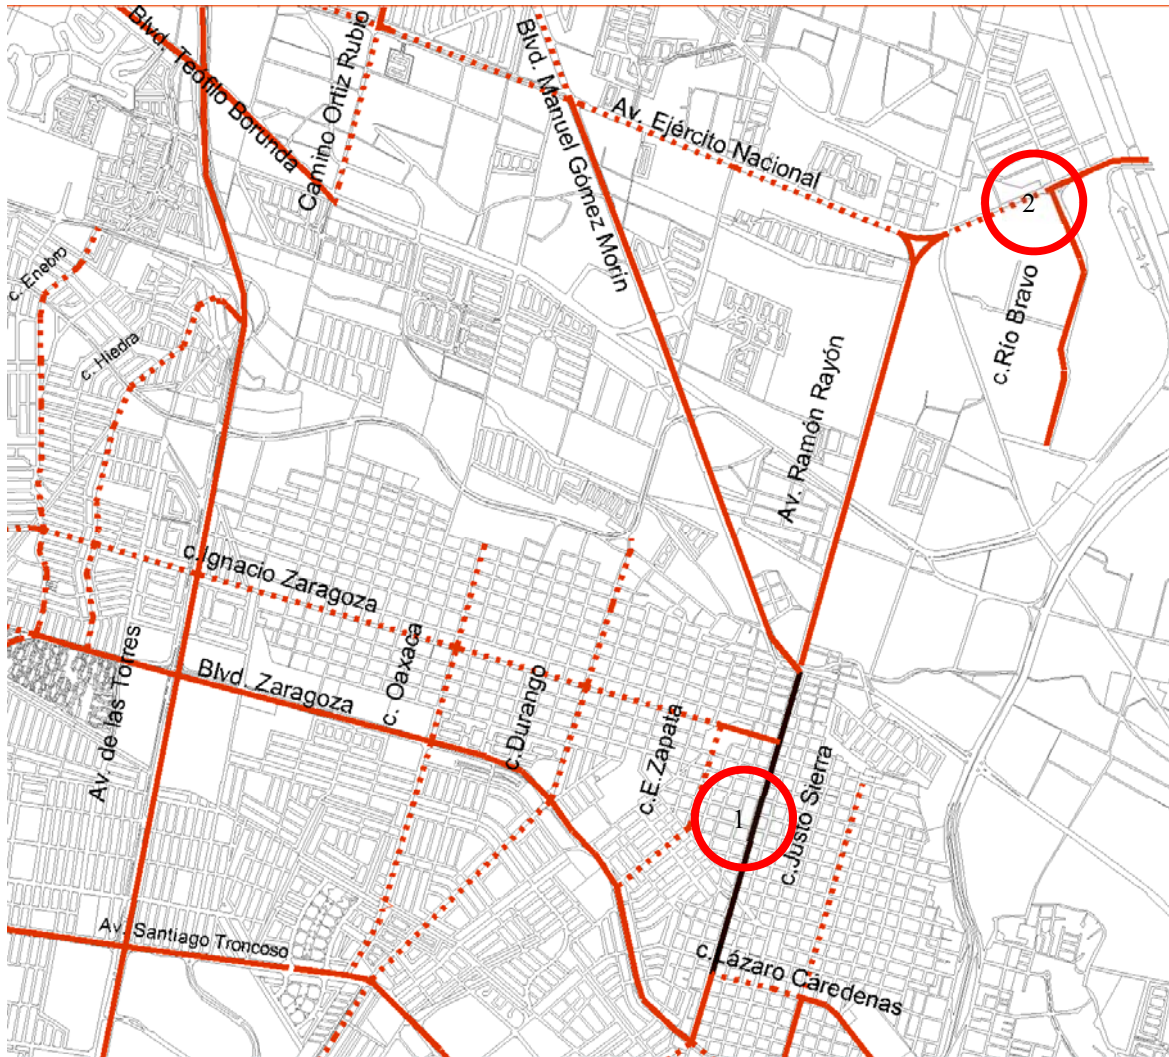 Blvd. Teófilo Borunda
Camino Ortiz Rubio
Blvd. Manuel Gómez Morin
Av. Ejército Nacional
2
c. Enebro
c. Hiedra
c.Río Bravo
Av. Ramón Rayón
c.Ignacio Zaragoza
Av. de las Torres
Blvd. Zaragoza
c. Oaxaca
c.Durango
c.E.Zapata
1
c.Justo Sierra
Av. Santiago Troncoso
c.Lázaro Caredenas